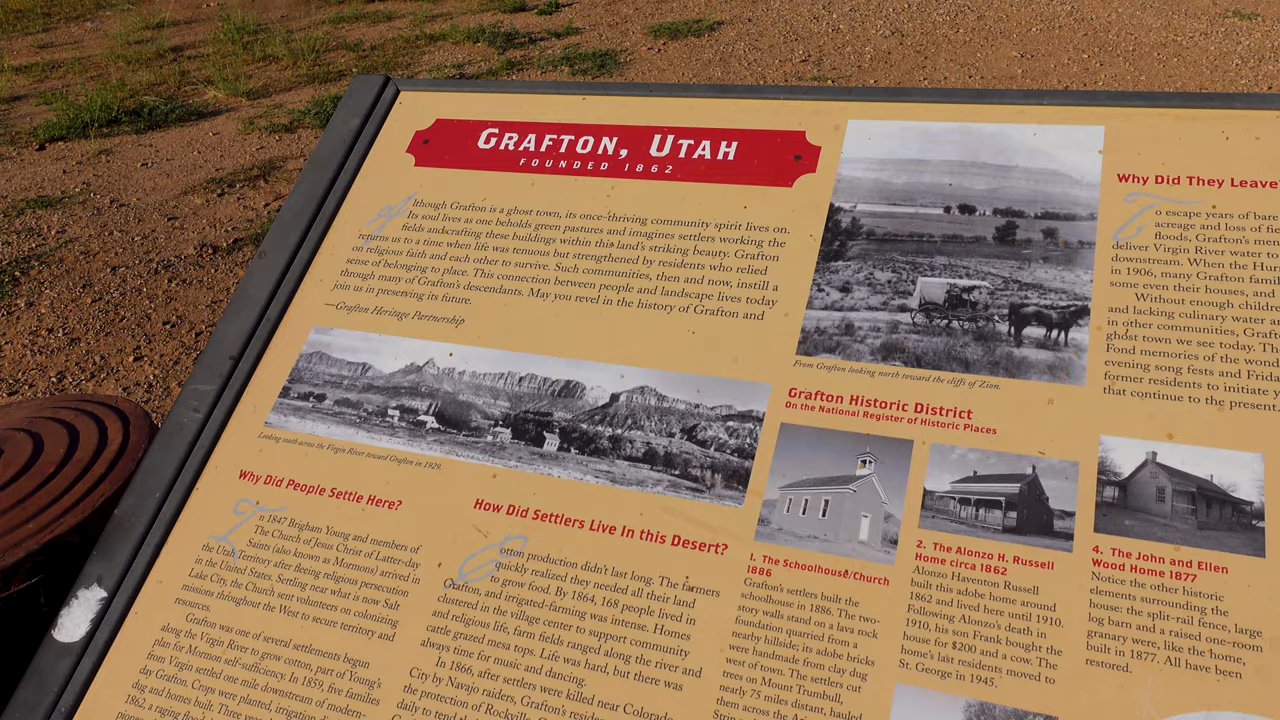 GRAFTON, UTAH
FOUNDED 1862
Although Grafton is a ghost town, its once-thriving community spirit lives on.
Its soul lives as one beholds green pastures and imagines settlers working the
fields and crafting these buildings within this land's striking beauty. Grafton
returns us to a time when life was tenuous but strengthened by residents who relied
on religious faith and each other to survive. Such communities, then and now, instill a
sense of belonging to place. This connection between people and landscape lives today
through many of Grafton's descendants. May you revel in the history of Grafton and
join us in preserving its future.
—Grafton Heritage Partnership
Looking south across the Virgin River toward Grafton in 1929.
Why Did People Settle Here?
In 1847 Brigham Young and members of
The Church of Jesus Christ of Latter-day
Saints (also known as Mormons) arrived in
the Utah Territory after fleeing religious persecution
in the United States. Settling near what is now Salt
Lake City, the Church sent volunteers on colonizing
missions throughout the West to secure territory and
resources.
Grafton was one of several settlements begun
along the Virgin River to grow cotton, part of Young's
plan for Mormon self-sufficiency. In 1859, five families
from Virgin settled one mile downstream of modern-
day Grafton. Crops were planted, irrigation
dug and homes built. Three
1862, a raging
How Did Settlers Live In this Desert?
Cotton production didn't last long. The farmers
quickly realized they needed all their land
to grow food. By 1864, 168 people lived in
Grafton, and irrigated-farming was intense. Homes
clustered in the village center to support community
and religious life, farm fields ranged along the river and
cattle grazed mesa tops. Life was hard, but there was
always time for music and dancing.
In 1866, after settlers were killed near Colorado
City by Navajo raiders, Grafton's
the protection of Rockville.
daily to tend
From Grafton looking north toward the cliffs of Zion.
Grafton Historic District
On the National Register of Historic Places
1. The Schoolhouse/Church
1886
Grafton's settlers built the
schoolhouse in 1886. The two-
story walls stand on a lava rock
foundation quarried from a
nearby hillside; its adobe bricks
were handmade from clay dug
west of town. The settlers cut
trees on Mount Trumbull,
nearly 75 miles distant, hauled
them across the
2. The Alonzo H. Russell
Home circa 1862
Alonzo Haventon Russell
built this adobe home around
1862 and lived here until 1910.
Following Alonzo's death in
1910, his son Frank bought the
house for $200 and a cow. The
home's last residents moved to
St. George in 1945.
4. The John and Ellen
Wood Home 1877
Notice the other historic
elements surrounding the
house: the split-rail fence, large
log barn and a raised one-room
granary were, like the home,
built in 1877. All have been
restored.
Why Did They Leave
To escape years of
acreage and loss of
floods, Grafton's
deliver Virgin River water to
downstream. When the
in 1906, many Grafton
some even their houses, and
Without enough
and lacking culinary water
in other communities,
ghost town we see today.
Fond memories of the
evening song fests and
former residents to initiate
that continue to the present.